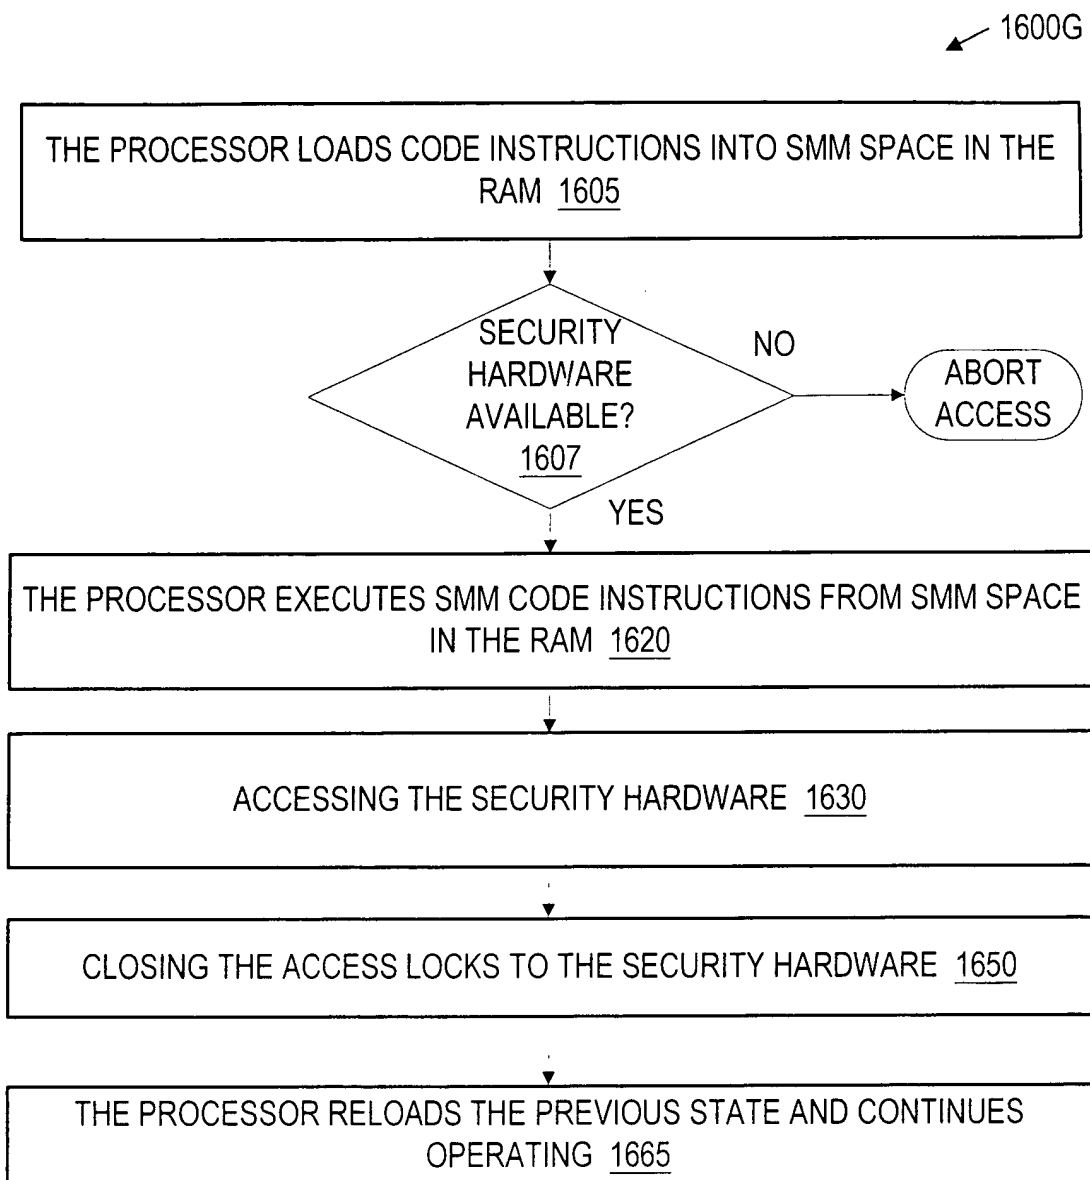 1600G
THE PROCESSOR LOADS CODE INSTRUCTIONS INTO SMM SPACE IN THE
RAM 1605
SECURITY
HARDWARE
AVAILABLE?
1607
NO
ABORT
ACCESS
YES
THE PROCESSOR EXECUTES SMM CODE INSTRUCTIONS FROM SMM SPACE
IN THE RAM 1620
ACCESSING THE SECURITY HARDWARE 1630
CLOSING THE ACCESS LOCKS TO THE SECURITY HARDWARE 1650
THE PROCESSOR RELOADS THE PREVIOUS STATE AND CONTINUES
OPERATING 1665